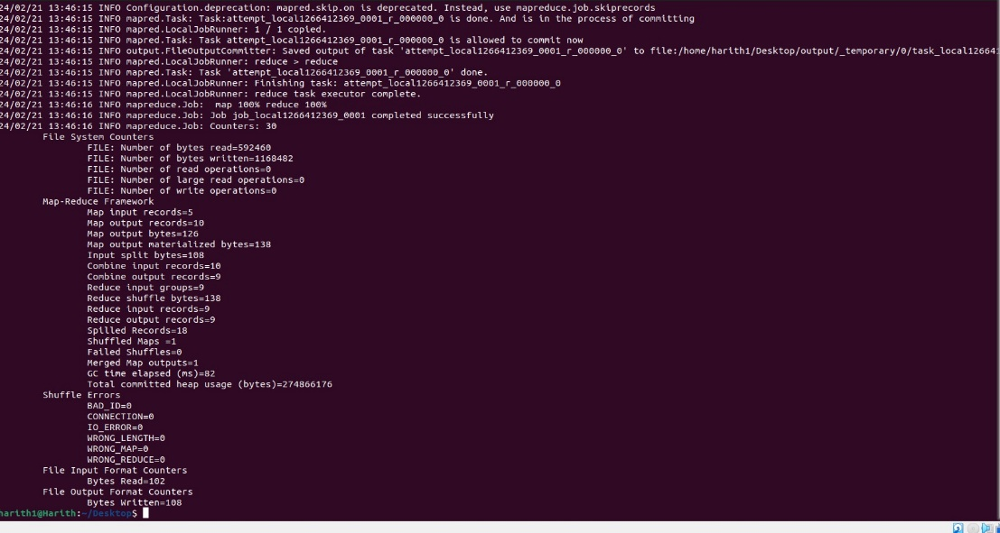 24/02/21 13:46:15 INFO Configuration.deprecation: mapred.skip.on is deprecated. Instead, use mapreduce.job.skiprecords
24/02/21 13:46:15 INFO mapred.Task: Task:attempt_local1266412369_0001_r_000000_0 is done. And is in the process of committing
24/02/21 13:46:15 INFO mapred.LocalJobRunner: 1 / 1 copied.
24/02/21 13:46:15 INFO mapred.Task: Task attempt_local1266412369_0001_r_000000_0 is allowed to commit now
24/02/21 13:46:15 INFO output.FileOutputCommitter: Saved output of task 'attempt_local1266412369_0001_r_000000_0' to file:/home/harith1/Desktop/output/_temporary/0/task_local12664
24/02/21 13:46:15 INFO mapred.LocalJobRunner: reduce > reduce
24/02/21 13:46:15 INFO mapred.Task: Task 'attempt_local1266412369_0001_r_000000_0' done.
24/02/21 13:46:15 INFO mapred.LocalJobRunner: Finishing task: attempt_local1266412369_0001_r_000000_0
24/02/21 13:46:15 INFO mapred.LocalJobRunner: reduce task executor complete.
24/02/21 13:46:16 INFO mapreduce.Job:  map 100% reduce 100%
24/02/21 13:46:16 INFO mapreduce.Job: Job job_local1266412369_0001 completed successfully
24/02/21 13:46:16 INFO mapreduce.Job: Counters: 30
File System Counters
FILE: Number of bytes read=592460
FILE: Number of bytes written=1168482
FILE: Number of read operations=0
FILE: Number of large read operations=0
FILE: Number of write operations=0
Map-Reduce Framework
Map input records=5
Map output records=10
Map output bytes=126
Map output materialized bytes=138
Input split bytes=108
Combine input records=10
Combine output records=9
Reduce input groups=9
Reduce shuffle bytes=138
Reduce input records=9
Reduce output records=9
Spilled Records=18
Shuffled Maps =1
Failed Shuffles=0
Merged Map outputs=1
GC time elapsed (ms)=82
Total committed heap usage (bytes)=274866176
Shuffle Errors
BAD_ID=0
CONNECTION=0
IO_ERROR=0
WRONG_LENGTH=0
WRONG_MAP=0
WRONG_REDUCE=0
File Input Format Counters
Bytes Read=102
File Output Format Counters
Bytes Written=108
harith1@Harith:~/Desktop$